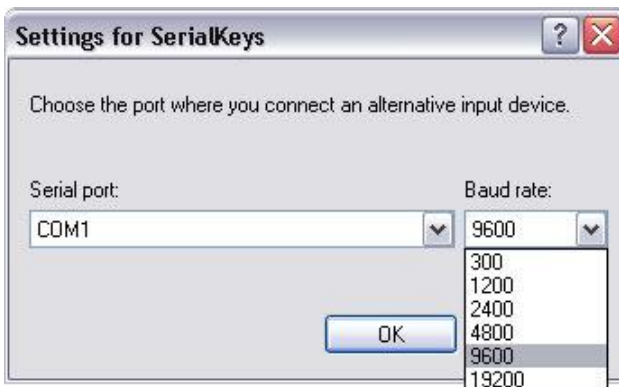 Settings for SerialKeys
Choose the port where you connect an alternative input device.
Serial port:
Baud rate:
COM1
9600
300
1200
2400
4800
9600
19200
OK